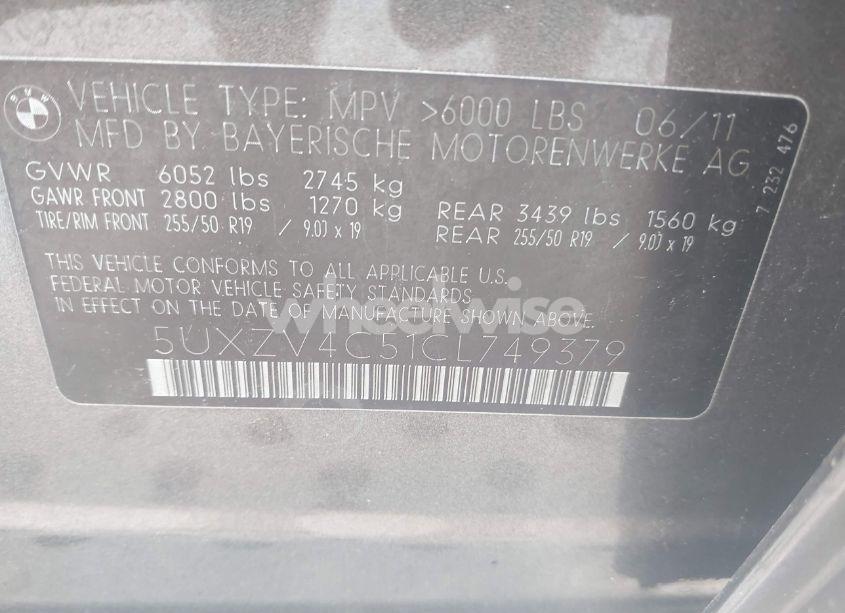 BMW
VEHICLE TYPE: MPV >6000 LBS 06/11
MFD BY BAYERISCHE MOTORENWERKE AG
GVWR 6052 lbs 2745 kg
GAWR FRONT 2800 lbs 1270 kg REAR 3439 lbs 1560 kg
TIRE/RIM FRONT 255/50 R19 / 9.0J x 19 REAR 255/50 R19 / 9.0J x 19
7 232 476
THIS VEHICLE CONFORMS TO ALL APPLICABLE U.S.
FEDERAL MOTOR VEHICLE SAFETY STANDARDS
IN EFFECT ON THE DATE OF MANUFACTURE SHOWN ABOVE.
wheelwise
5UXZV4C51CL749379